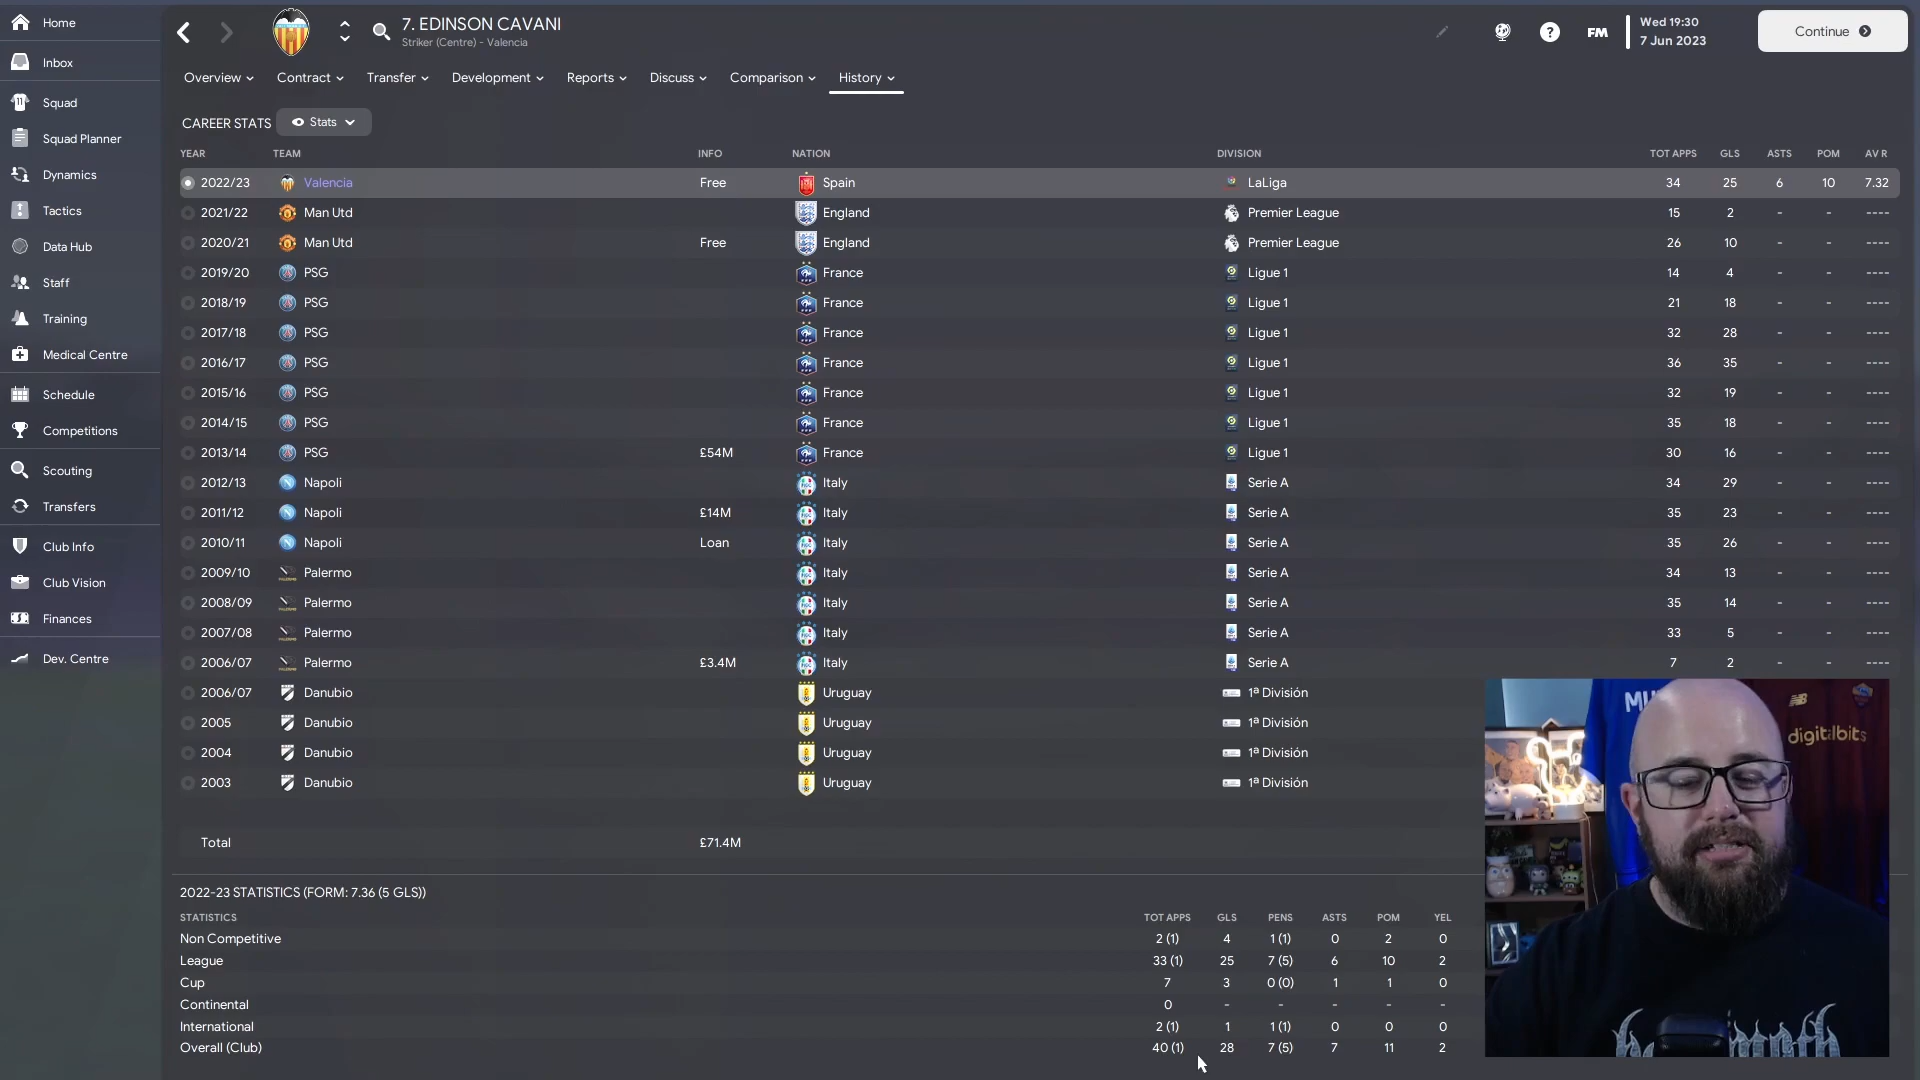 Home
Inbox
Squad
Squad Planner
Dynamics
Tactics
Data Hub
Staff
Training
Medical Centre
Schedule
Competitions
Scouting
Transfers
Club Info
Club Vision
Finances
Dev. Centre
7. EDINSON CAVANI
Striker (Centre) - Valencia
FM
Wed 19:30
7 Jun 2023
Continue
Overview Contract Transfer Development Reports Discuss Comparison History
CAREER STATS Stats
YEAR TEAM INFO NATION DIVISION TOT APPS GLS ASTS POM AV R
2022/23 Valencia Free Spain LaLiga 34 25 6 10 7.32
2021/22 Man Utd England Premier League 15 2 - - ----
2020/21 Man Utd Free England Premier League 26 10 - - ----
2019/20 PSG France Ligue 1 14 4 - - ----
2018/19 PSG France Ligue 1 21 18 - - ----
2017/18 PSG France Ligue 1 32 28 - - ----
2016/17 PSG France Ligue 1 36 35 - - ----
2015/16 PSG France Ligue 1 32 19 - - ----
2014/15 PSG France Ligue 1 35 18 - - ----
2013/14 PSG £54M France Ligue 1 30 16 - - ----
2012/13 Napoli Italy Serie A 34 29 - - ----
2011/12 Napoli £14M Italy Serie A 35 23 - - ----
2010/11 Napoli Loan Italy Serie A 35 26 - - ----
2009/10 Palermo Italy Serie A 34 13 - - ----
2008/09 Palermo Italy Serie A 35 14 - - ----
2007/08 Palermo Italy Serie A 33 5 - - ----
2006/07 Palermo £3.4M Italy Serie A 7 2 - - ----
2006/07 Danubio Uruguay 1ª División
2005 Danubio Uruguay 1ª División
2004 Danubio Uruguay 1ª División
2003 Danubio Uruguay 1ª División
Total £71.4M
2022-23 STATISTICS (FORM: 7.36 (5 GLS))
STATISTICS TOT APPS GLS PENS ASTS POM YEL
Non Competitive 2 (1) 4 1 (1) 0 2 0
League 33 (1) 25 7 (5) 6 10 2
Cup 7 3 0 (0) 1 1 0
Continental 0 - - - - -
International 2 (1) 1 1 (1) 0 0 0
Overall (Club) 40 (1) 28 7 (5) 7 11 2
digitalbits